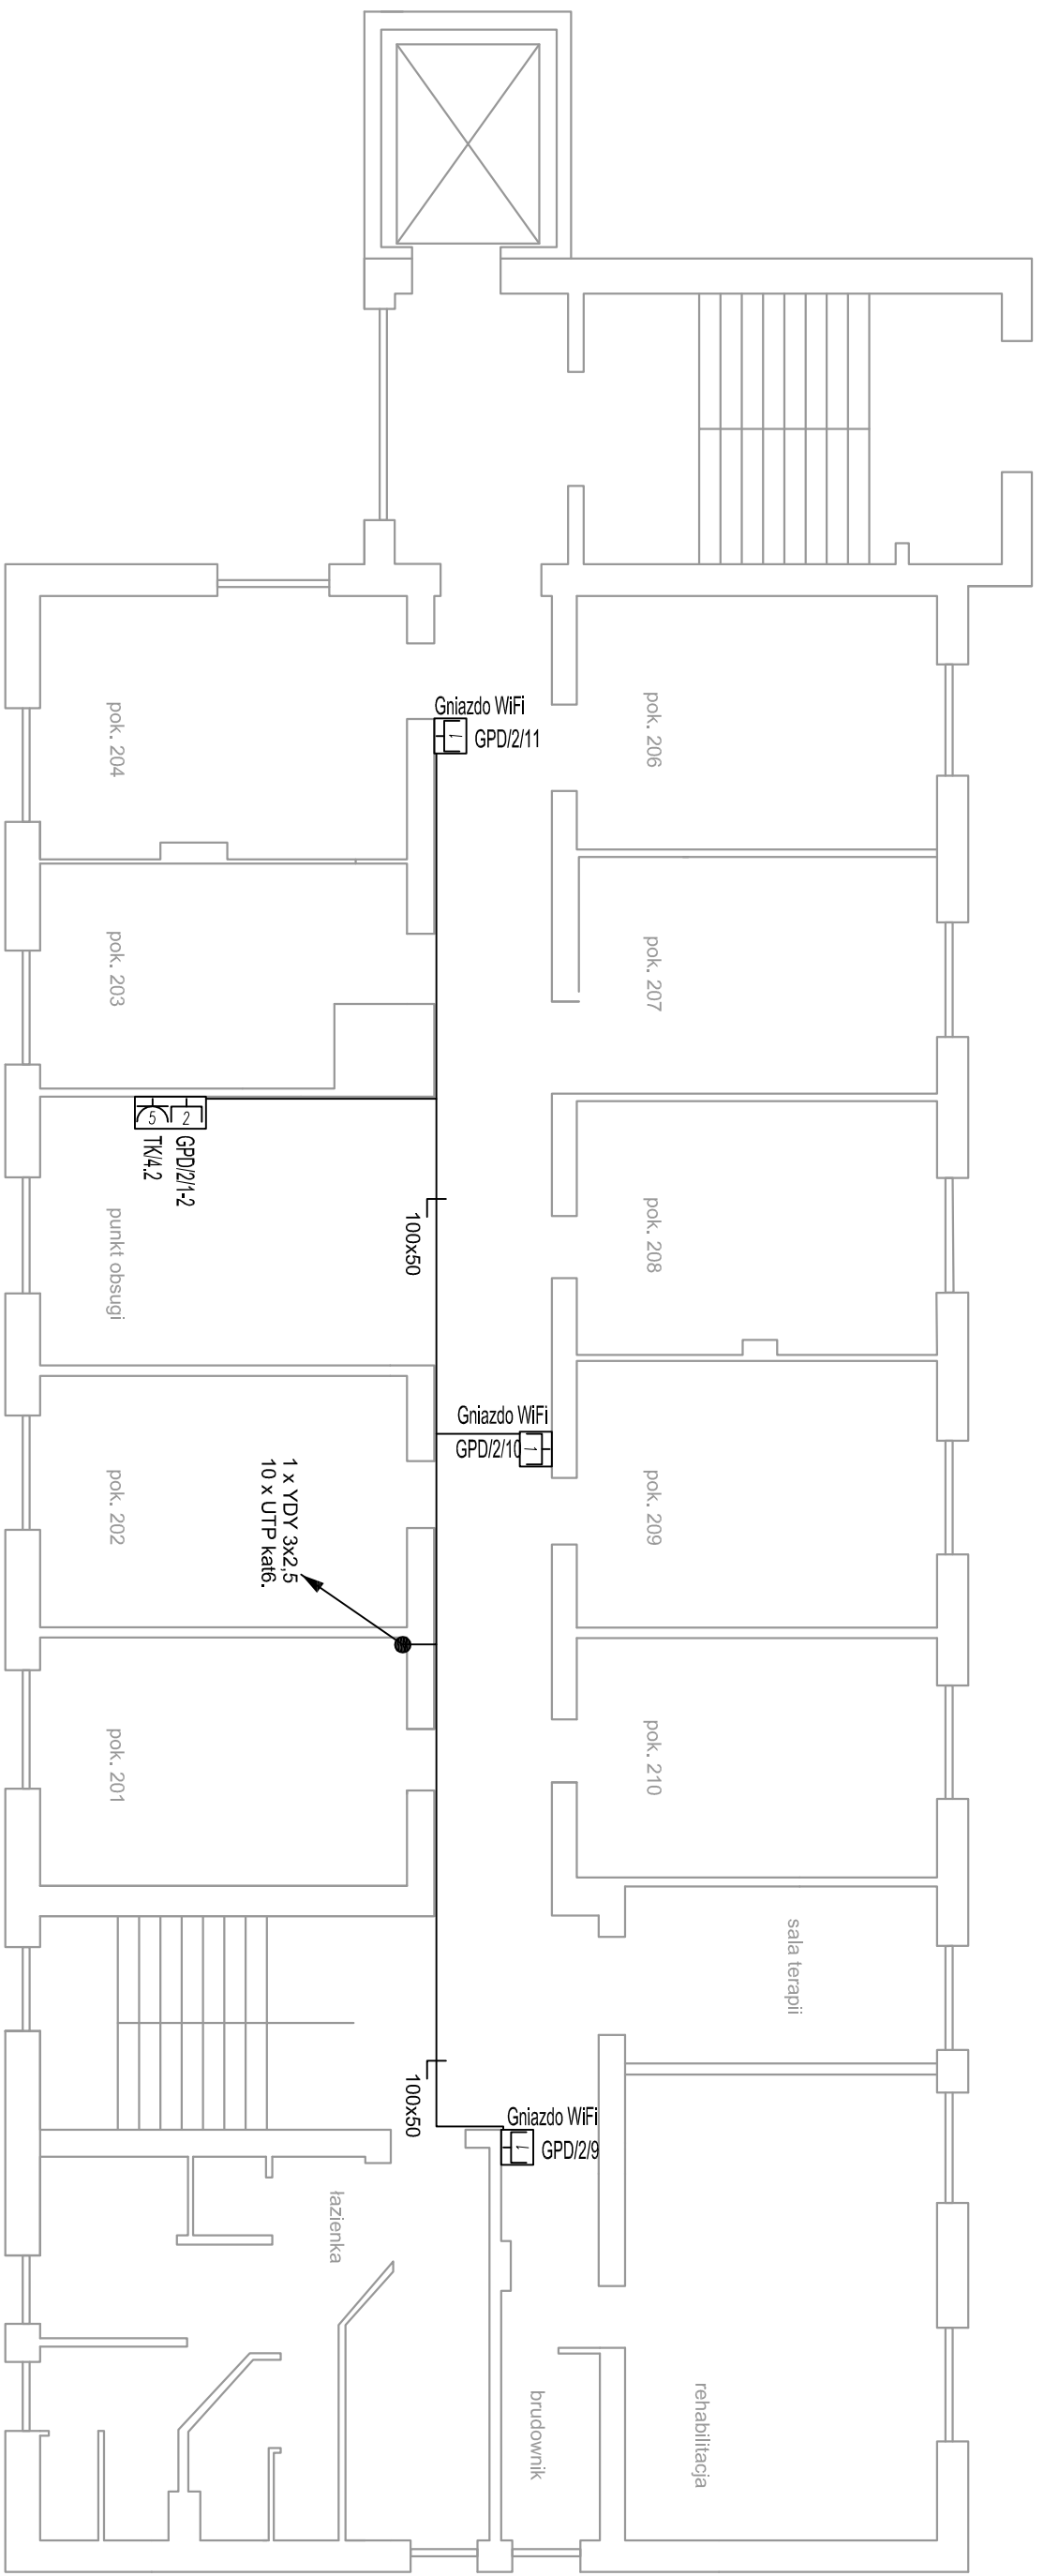 Gniazdo WiFi
GPD/2/11
pok. 204
pok. 206
pok. 203
pok. 207
GPD/2/1-2
TK/4.2
5
2
1
punkt obsugi
100x50
pok. 208
Gniazdo WiFi
GPD/2/10
1
1 x YDY 3x2,5
10 x UTP kat6.
pok. 202
pok. 209
pok. 201
pok. 210
sala terapii
100x50
Gniazdo WiFi
GPD/2/9
1
łazienka
brudownik
rehabilitacja